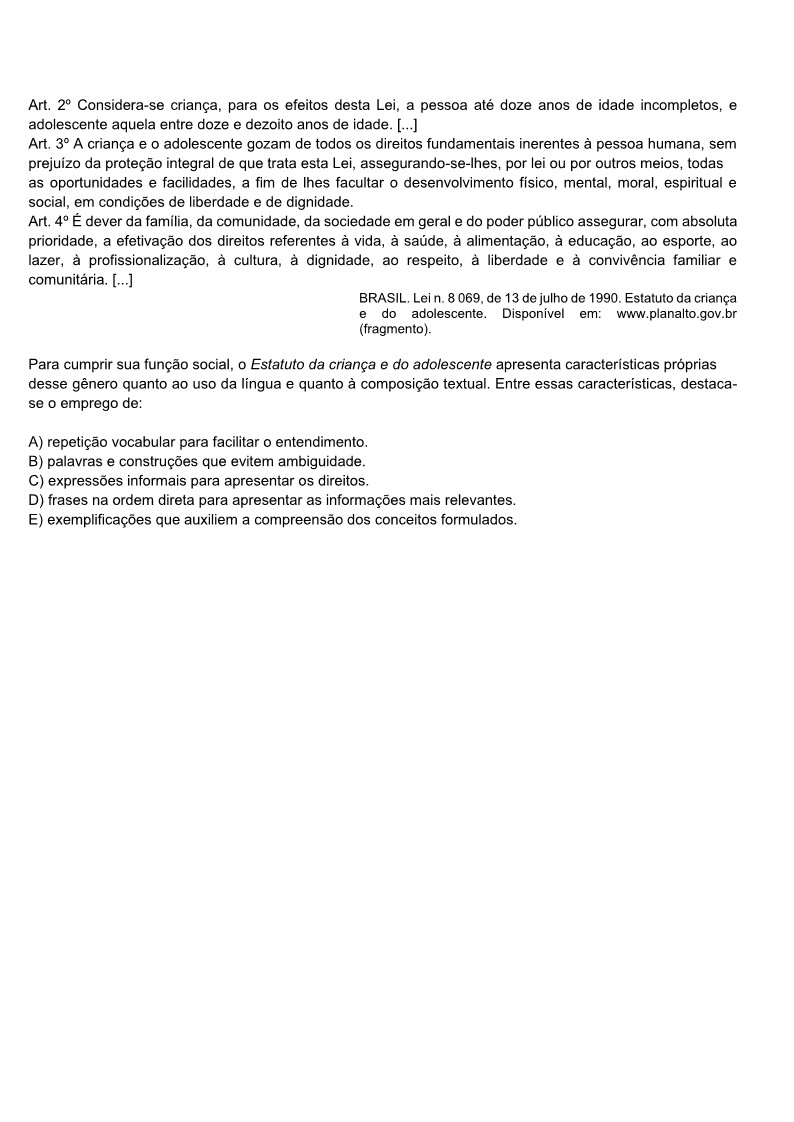 Art. 2º Considera-se criança, para os efeitos desta Lei, a pessoa até doze anos de idade incompletos, e
adolescente aquela entre doze e dezoito anos de idade. [...]
Art. 3º A criança e o adolescente gozam de todos os direitos fundamentais inerentes à pessoa humana, sem
prejuízo da proteção integral de que trata esta Lei, assegurando-se-lhes, por lei ou por outros meios, todas
as oportunidades e facilidades, a fim de lhes facultar o desenvolvimento físico, mental, moral, espiritual e
social, em condições de liberdade e de dignidade.
Art. 4º É dever da família, da comunidade, da sociedade em geral e do poder público assegurar, com absoluta
prioridade, a efetivação dos direitos referentes à vida, à saúde, à alimentação, à educação, ao esporte, ao
lazer, à profissionalização, à cultura, à dignidade, ao respeito, à liberdade e à convivência familiar e
comunitária. [...]
BRASIL. Lei n. 8 069, de 13 de julho de 1990. Estatuto da criança
e do adolescente. Disponível em: www.planalto.gov.br
(fragmento).
Para cumprir sua função social, o Estatuto da criança e do adolescente apresenta características próprias
desse gênero quanto ao uso da língua e quanto à composição textual. Entre essas características, destaca-
se o emprego de:
A) repetição vocabular para facilitar o entendimento.
B) palavras e construções que evitem ambiguidade.
C) expressões informais para apresentar os direitos.
D) frases na ordem direta para apresentar as informações mais relevantes.
E) exemplificações que auxiliem a compreensão dos conceitos formulados.